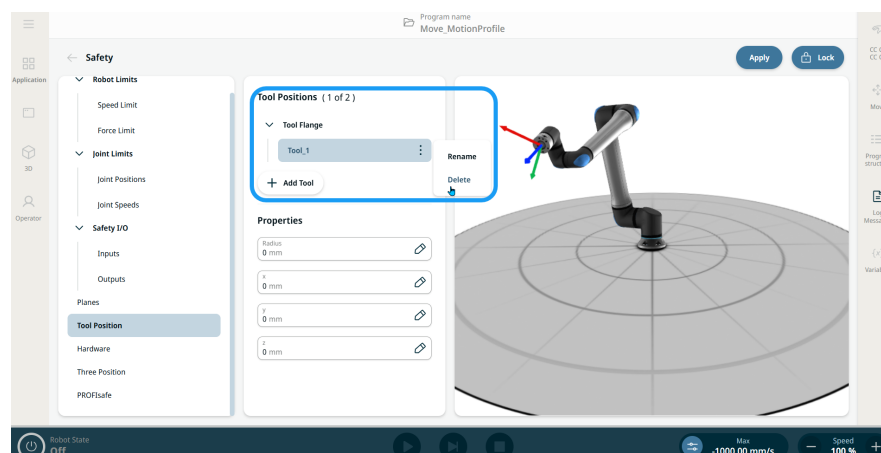 Program name
Move_MotionProfile
Safety
Apply
Lock
Application
3D
Operator
Robot Limits
Speed Limit
Force Limit
Joint Limits
Joint Positions
Joint Speeds
Safety I/O
Inputs
Outputs
Planes
Tool Position
Hardware
Three Position
PROFIsafe
Tool Positions ( 1 of 2 )
Tool Flange
Tool_1
Rename
Delete
Add Tool
Properties
Radius
0 mm
x
0 mm
y
0 mm
z
0 mm
Robot State
Off
Max
-1000.00 mm/s
Speed
100 %